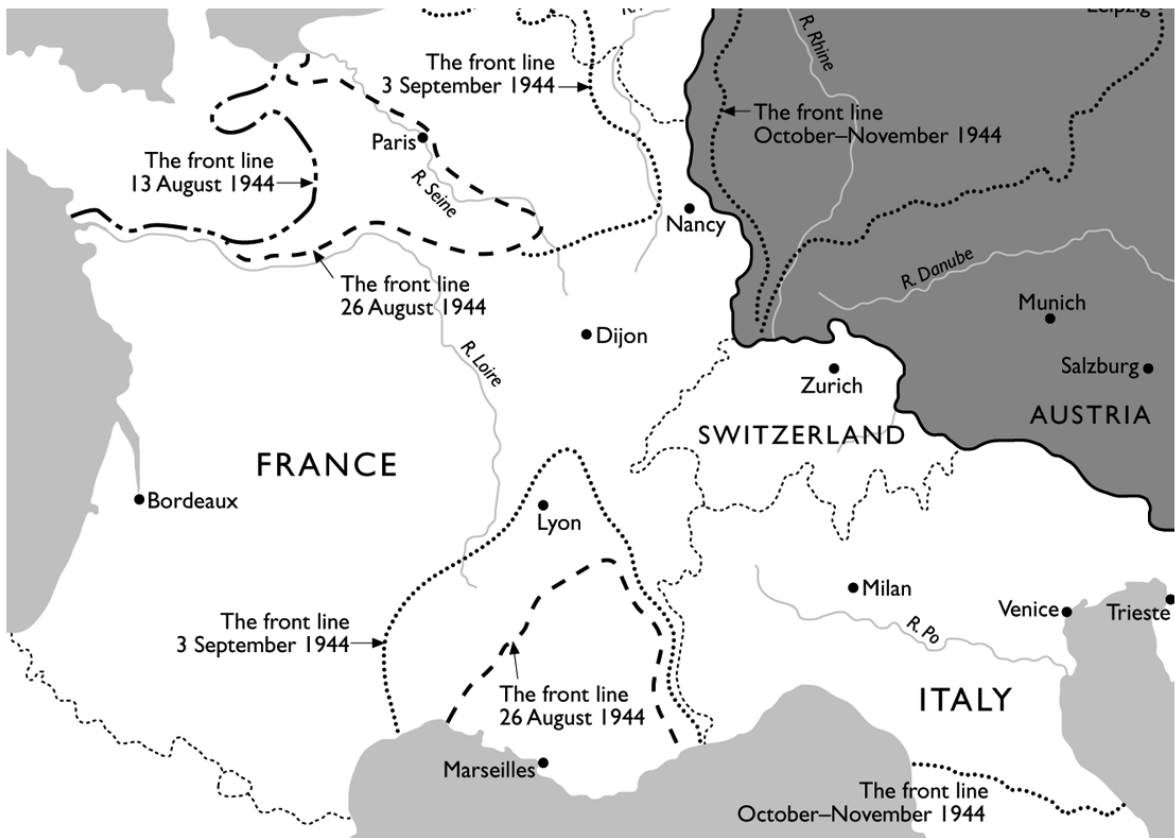 Leipzig
R. Rhine
The front line
3 September 1944
The front line
October–November 1944
Paris
The front line
13 August 1944
R. Seine
Nancy
R. Danube
The front line
26 August 1944
Munich
Dijon
R. Loire
Zurich
Salzburg
AUSTRIA
SWITZERLAND
FRANCE
Bordeaux
Lyon
Milan
Venice
Trieste
The front line
3 September 1944
R. Po
The front line
26 August 1944
ITALY
Marseilles
The front line
October–November 1944